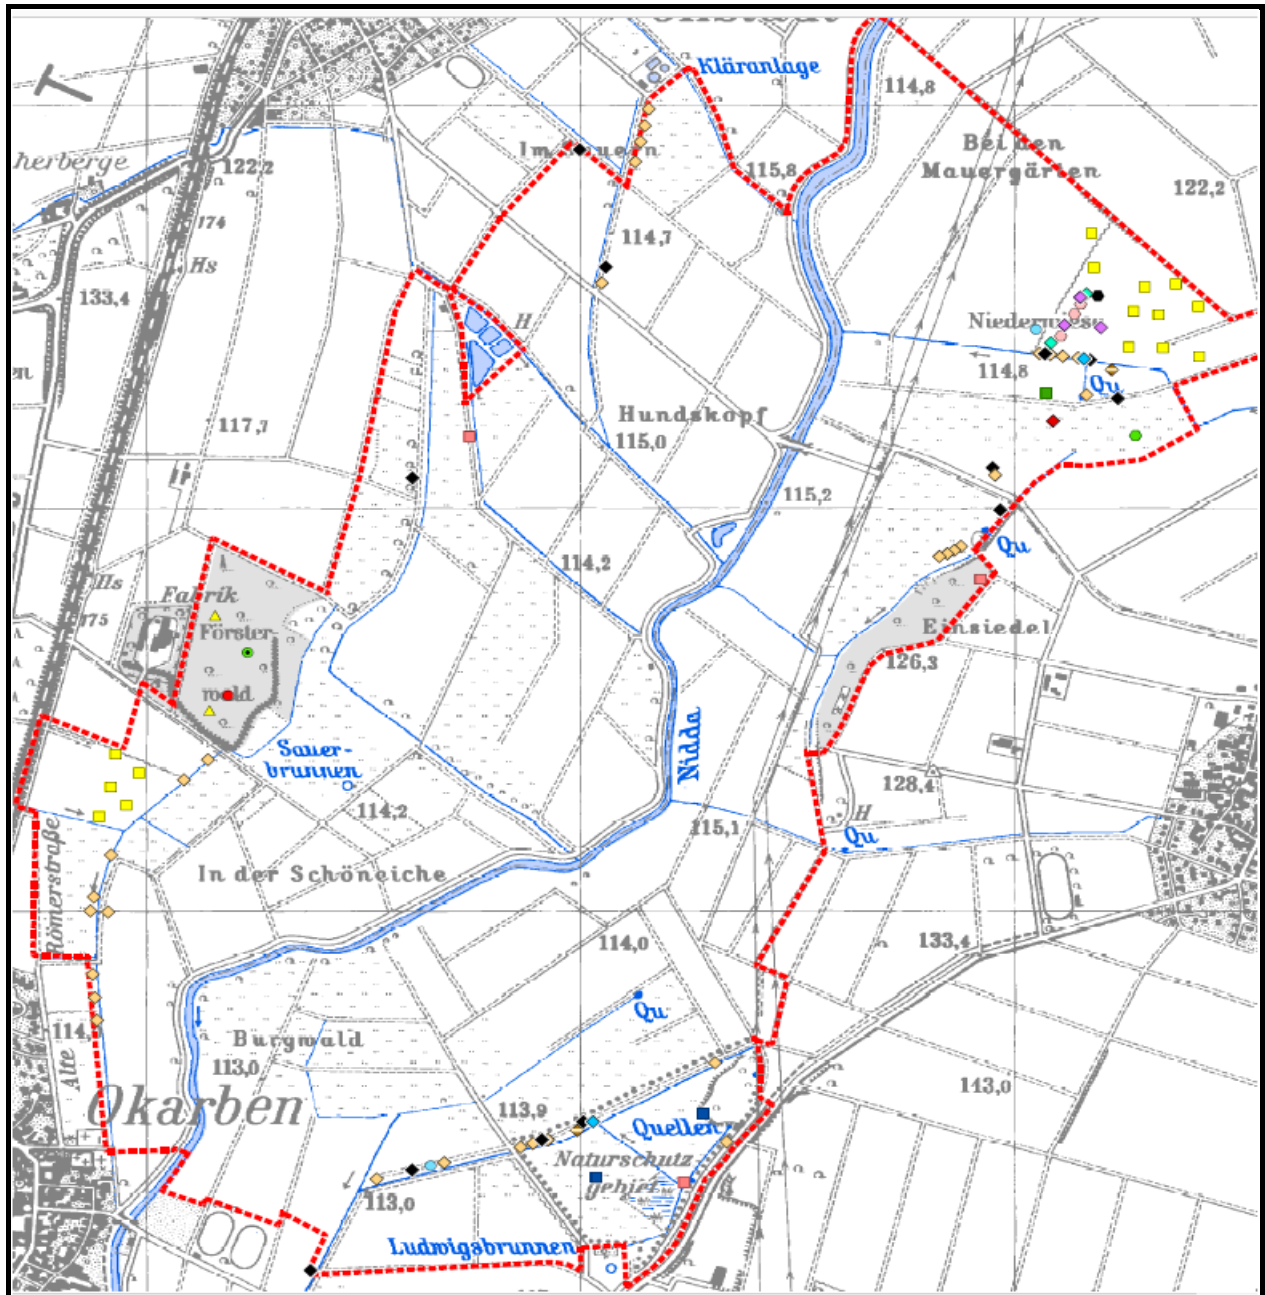 Kläranlage
114,8
Bei den
Mauergärten
122,2
herberge
122,2
115,8
174
Hs
133,4
114,7
H
114,8
Qu
117,7
Hundskopf
115,0
115,2
114,2
Qu
Hs
Fabrik
175
Förster-
wald
Einsiedel
126,3
Nidda
Sauer-
brunnen
114,2
128,4
H
115,1
Qu
Römerstraße
In der Schöneiche
114,0
133,4
Qu
Burgwald
113,0
Alte
Okarben
113,9
143,0
Quellen
Naturschutz
gebiet
113,0
Ludwigsbrunnen